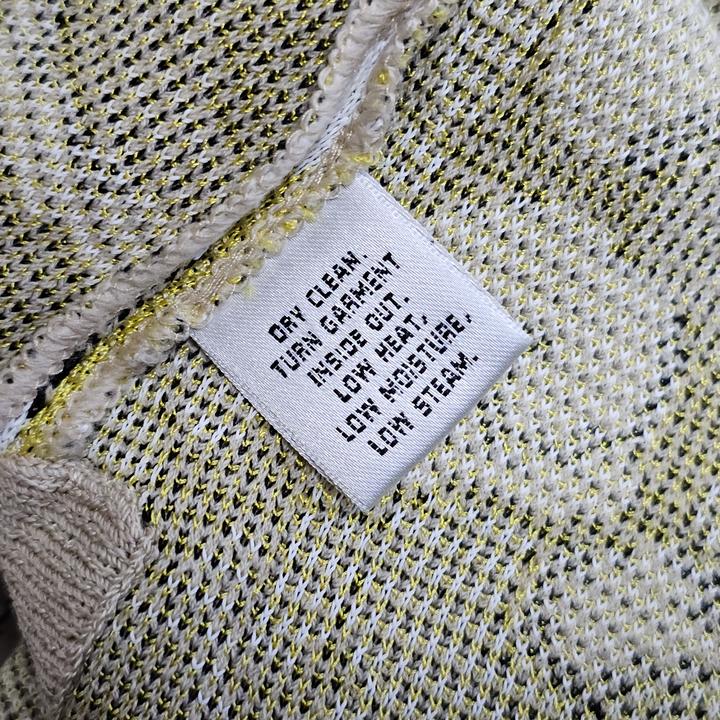 DRY CLEAN.
TURN GARMENT
INSIDE OUT.
LOW HEAT,
LOW MOISTURE,
LOW STEAM.